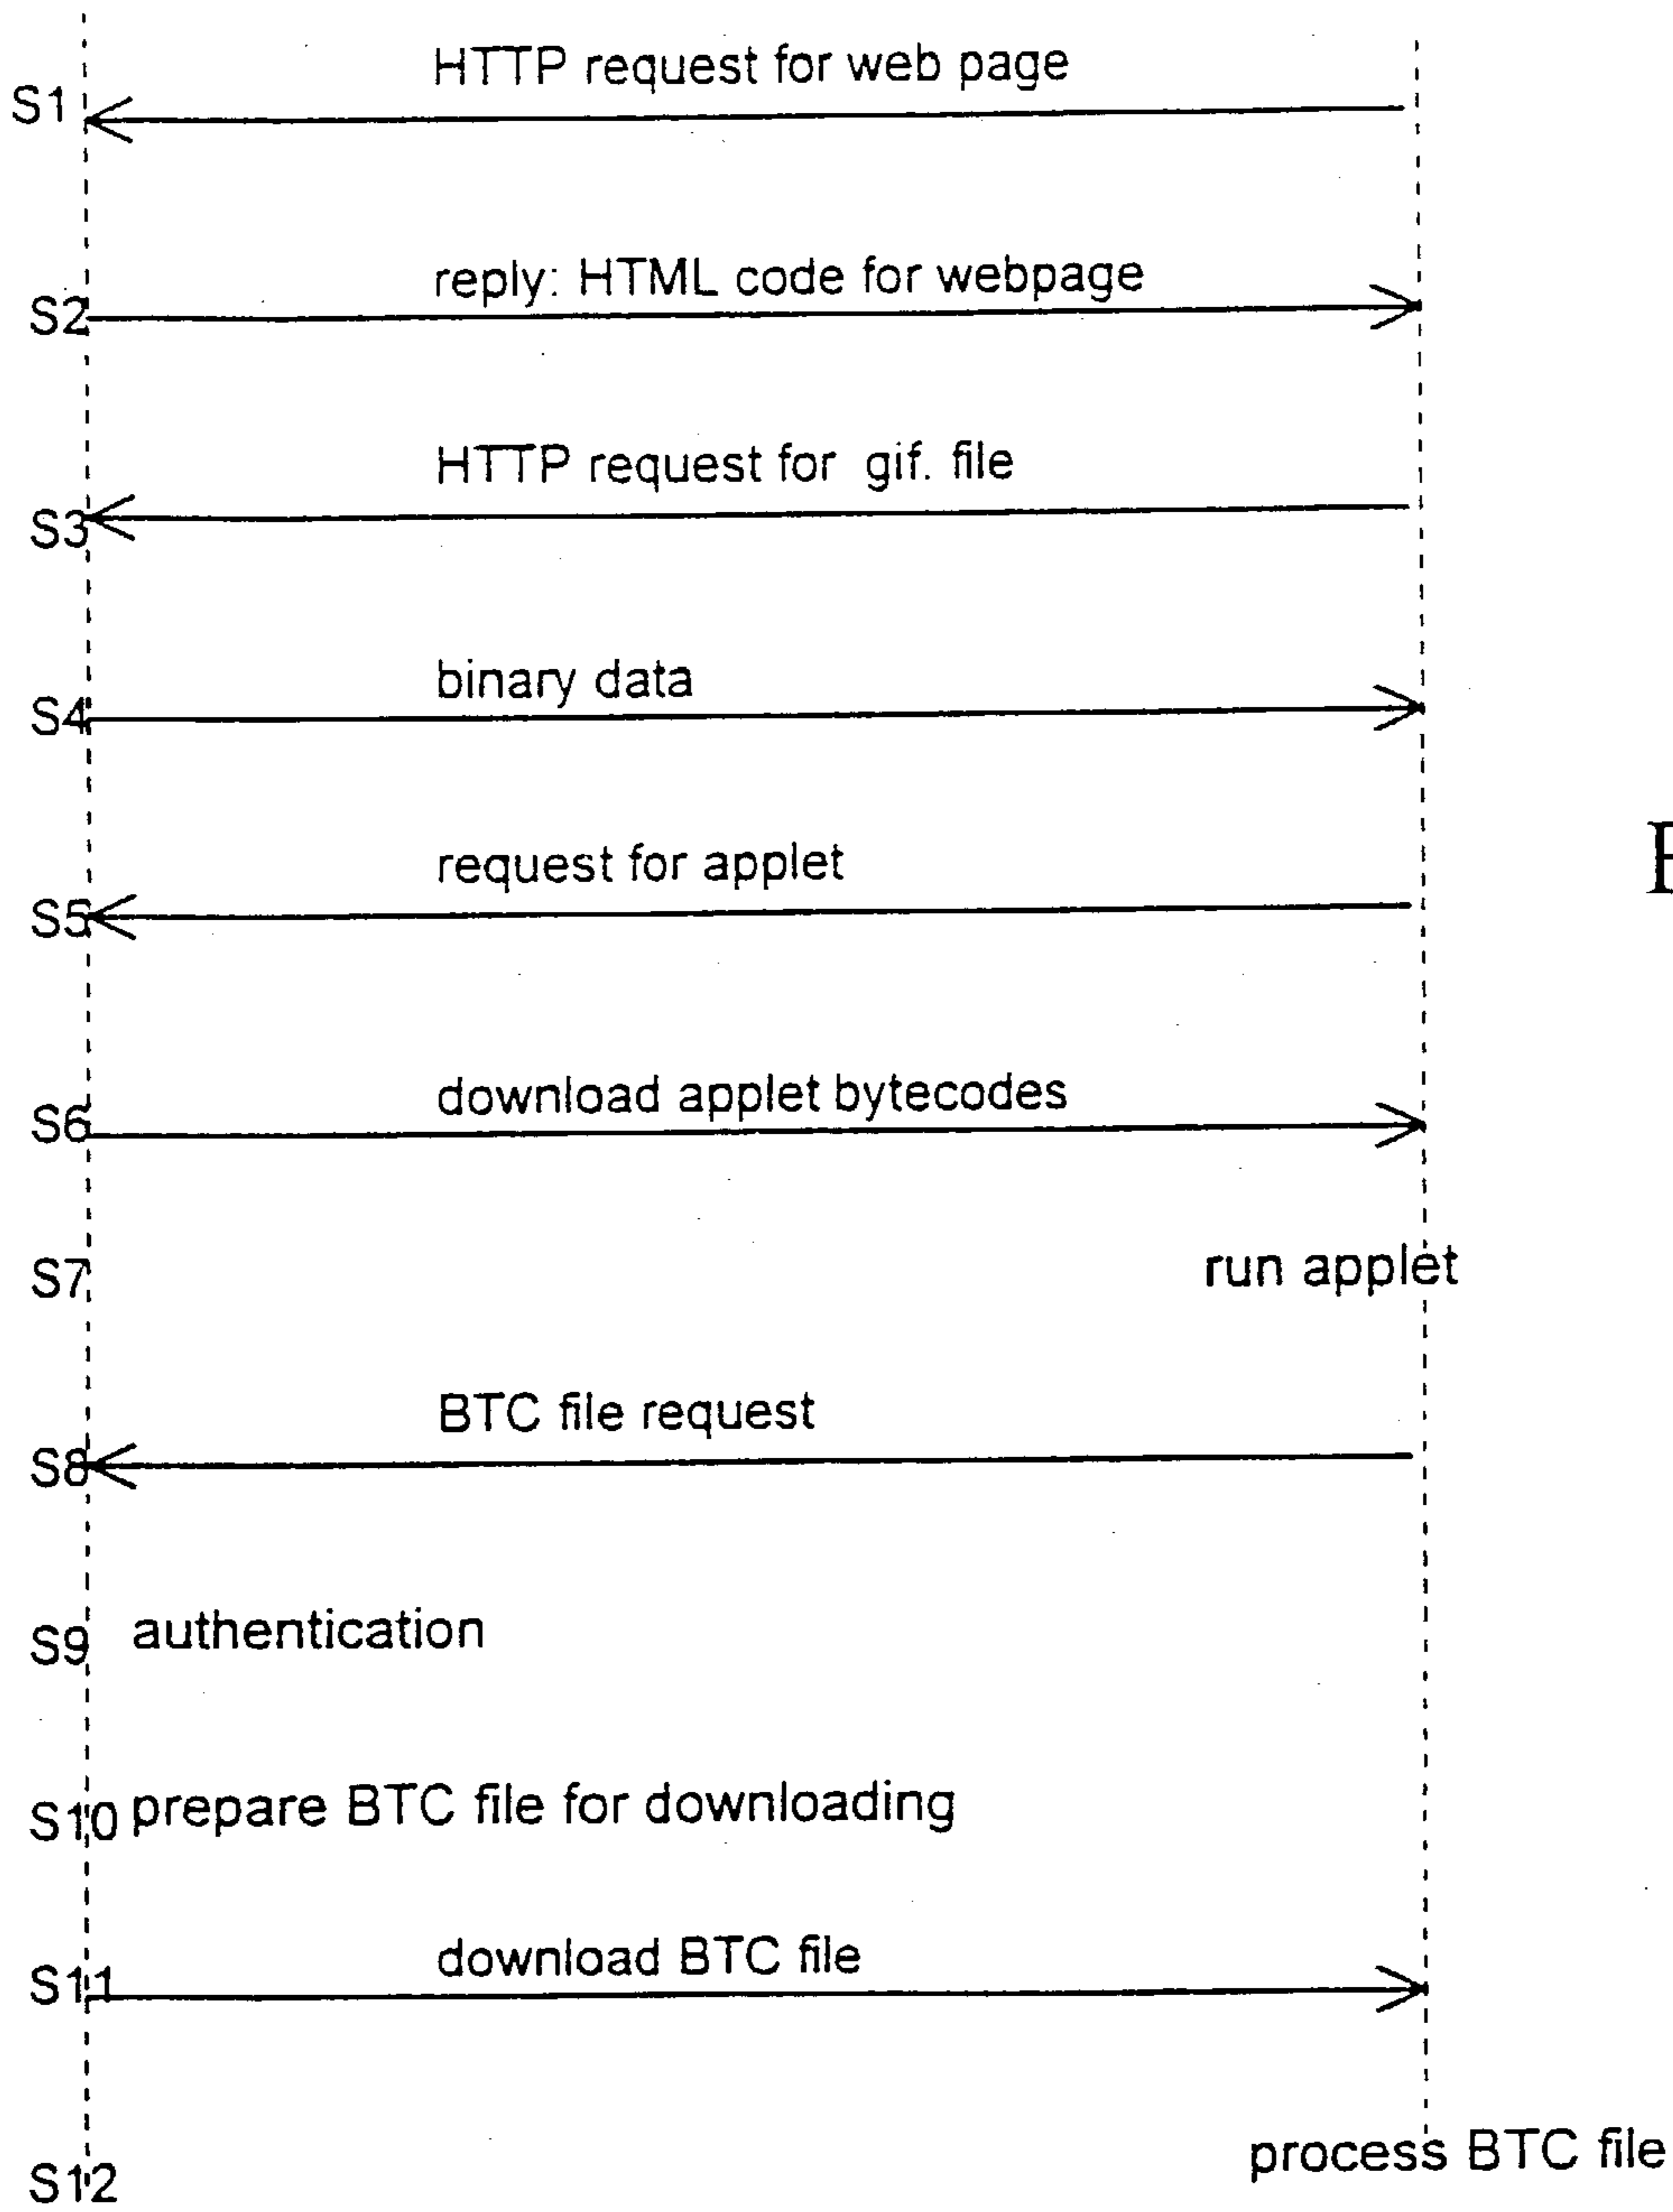 HTTP request for web page
S1
reply: HTML code for webpage
S2
HTTP request for gif. file
S3
binary data
S4
request for applet
S5
download applet bytecodes
S6
S7 run applet
BTC file request
S8
S9 authentication
S10 prepare BTC file for downloading
download BTC file
S11
S12 process BTC file